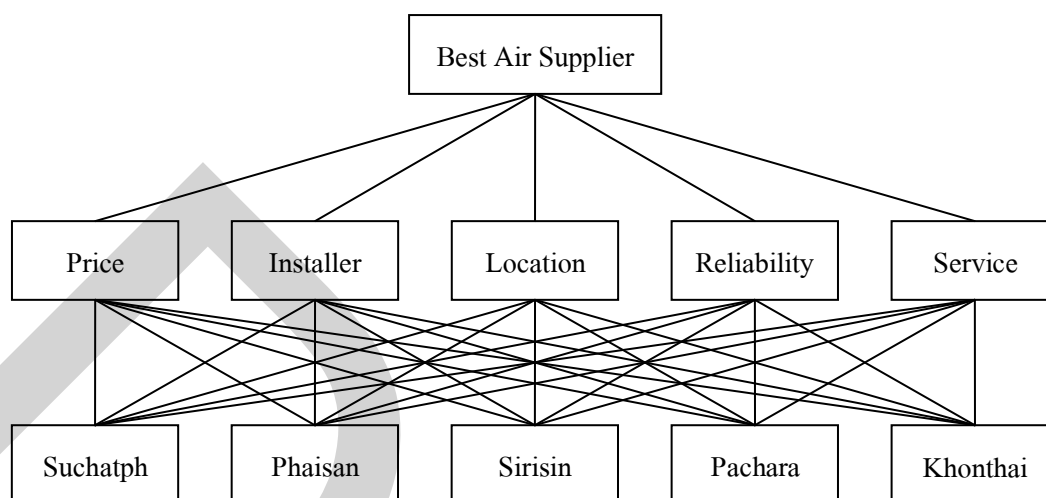 Best Air Supplier
Price
Installer
Location
Reliability
Service
Suchatph
Phaisan
Sirisin
Pachara
Khonthai